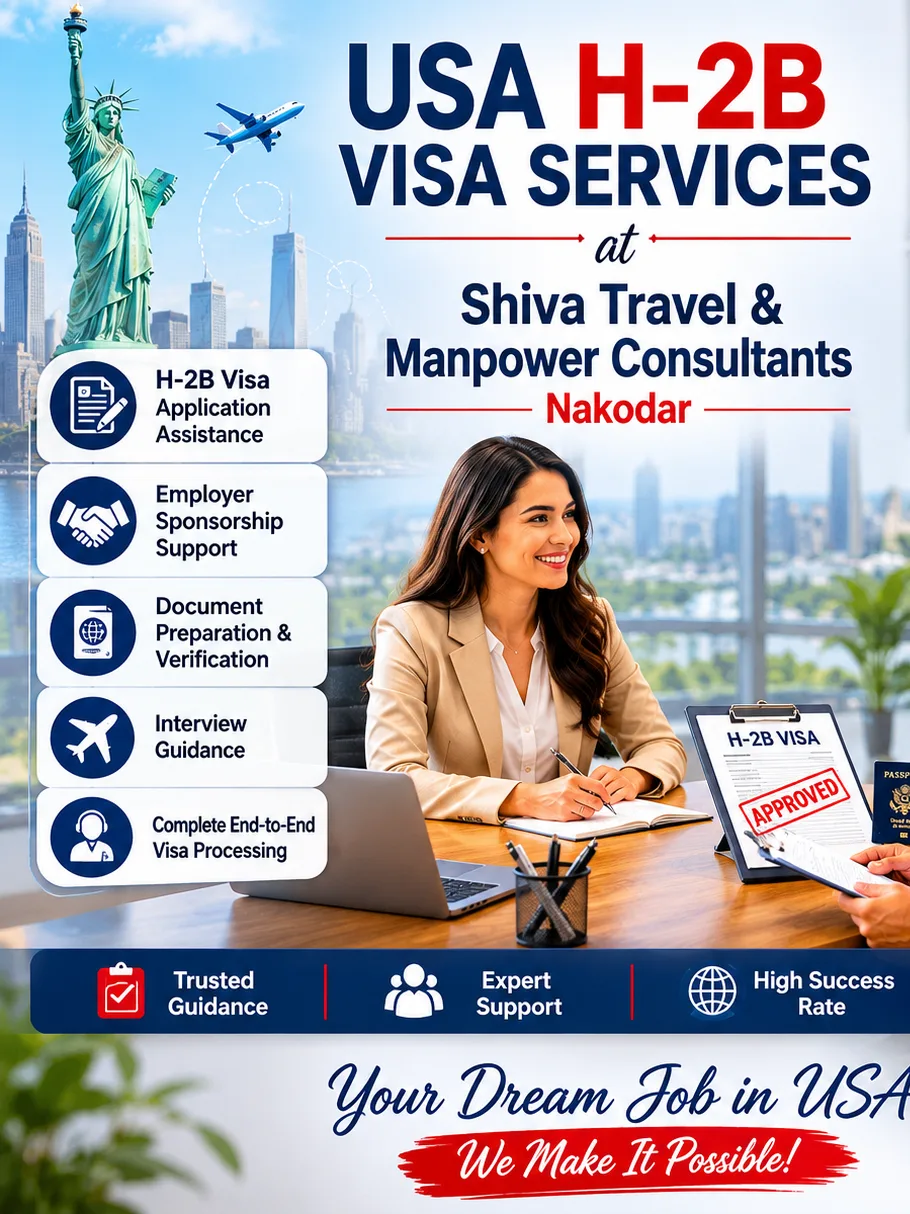 USA H-2B
VISA SERVICES
at
Shiva Travel &
Manpower Consultants
Nakodar
H-2B Visa
Application
Assistance
Employer
Sponsorship
Support
Document
Preparation &
Verification
Interview
Guidance
Complete End-to-End
Visa Processing
H-2B VISA
APPROVED
PASSP
Trusted
Guidance
Expert
Support
High Success
Rate
Your Dream Job in USA
We Make It Possible!